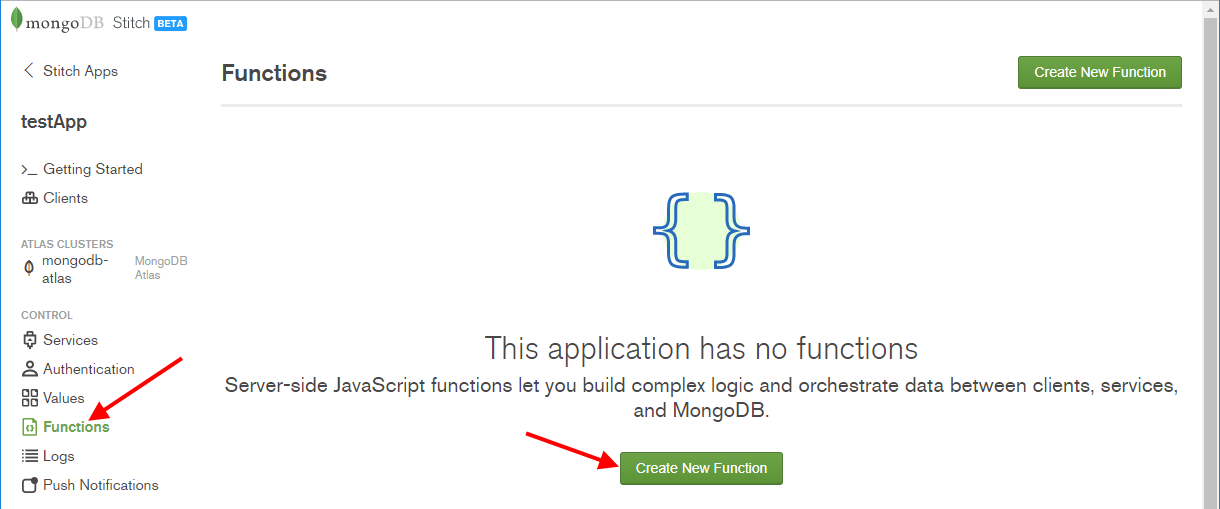 mongoDB Stitch BETA
Stitch Apps
testApp
>_ Getting Started
Clients
ATLAS CLUSTERS
mongodb-
atlas
MongoDB
Atlas
CONTROL
Services
Authentication
Values
Functions
Logs
Push Notifications
Functions
Create New Function
{ }
This application has no functions
Server-side JavaScript functions let you build complex logic and orchestrate data between clients, services,
and MongoDB.
Create New Function